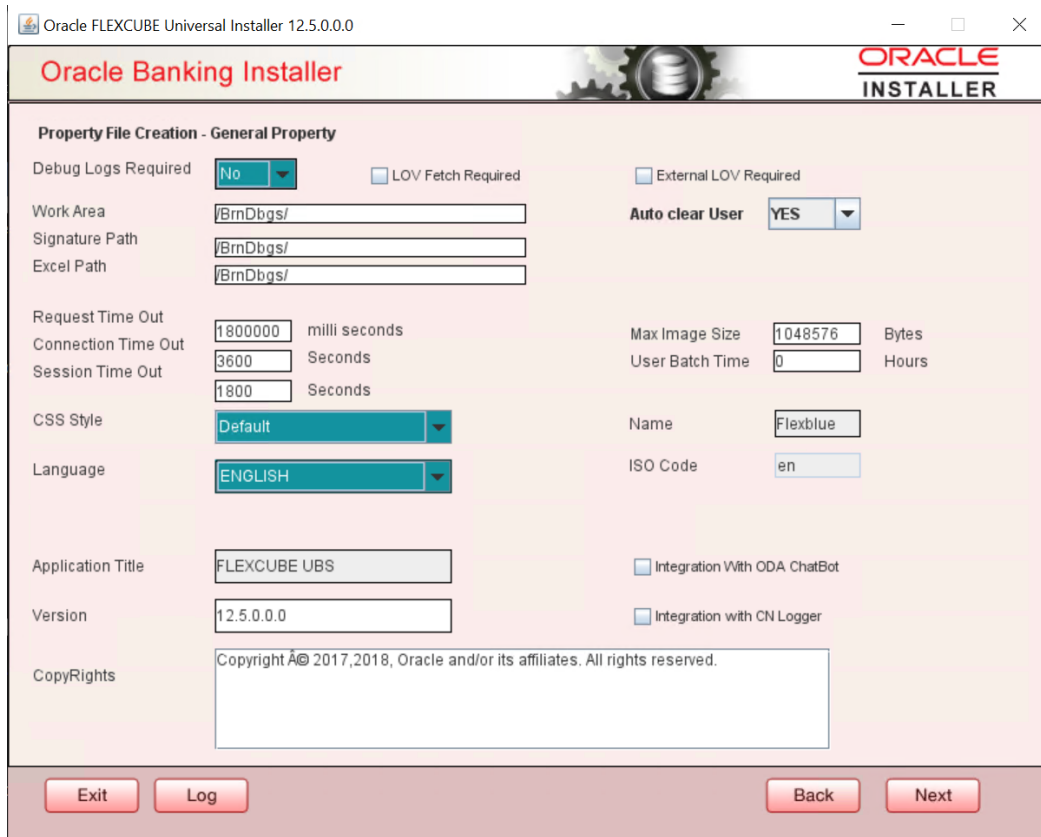 Oracle FLEXCUBE Universal Installer 12.5.0.0.0
Oracle Banking Installer
ORACLE
INSTALLER
Property File Creation - General Property
Debug Logs Required No LOV Fetch Required External LOV Required
Work Area /BrnDbgs/ Auto clear User YES
Signature Path /BrnDbgs/
Excel Path /BrnDbgs/
Request Time Out 1800000 milli seconds Max Image Size 1048576 Bytes
Connection Time Out 3600 Seconds User Batch Time 0 Hours
Session Time Out 1800 Seconds
CSS Style Default Name Flexblue
Language ENGLISH ISO Code en
Application Title FLEXCUBE UBS Integration With ODA ChatBot
Version 12.5.0.0.0 Integration with CN Logger
CopyRights Copyright Â© 2017,2018, Oracle and/or its affiliates. All rights reserved.
Exit Log Back Next